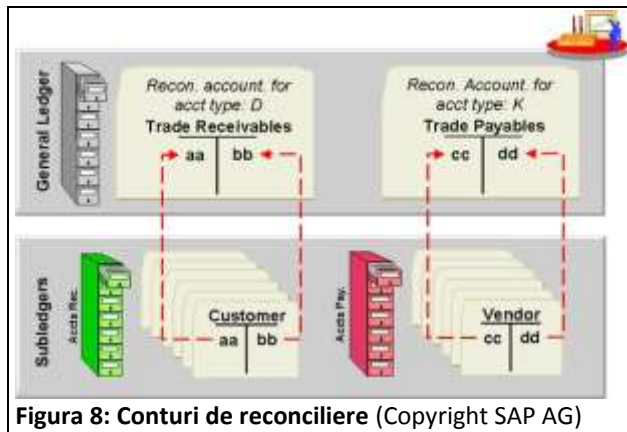 General Ledger
Recon. account. for
acct type: D
Trade Receivables
aa bb
Recon. Account. for
acct type: K
Trade Payables
cc dd
Subledgers
Accts Rec.
Customer
aa bb
Accts Pay.
Vendor
cc dd
Figura 8: Conturi de reconciliere (Copyright SAP AG)